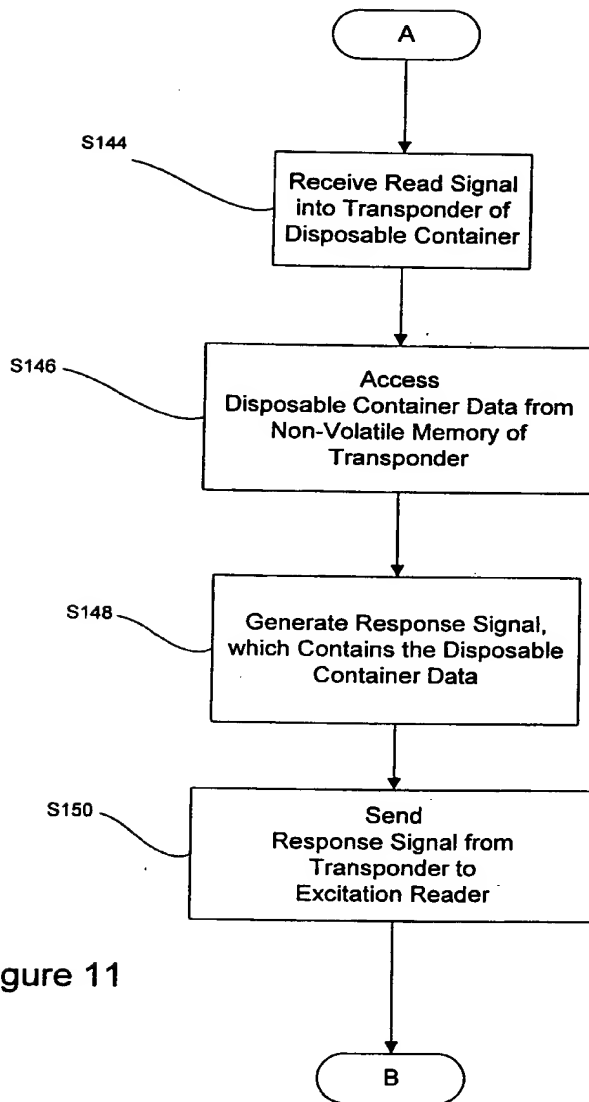 A
S144
Receive Read Signal
into Transponder of
Disposable Container
S146
Access
Disposable Container Data from
Non-Volatile Memory of
Transponder
S148
Generate Response Signal,
which Contains the Disposable
Container Data
S150
Send
Response Signal from
Transponder to
Excitation Reader
gure 11
B